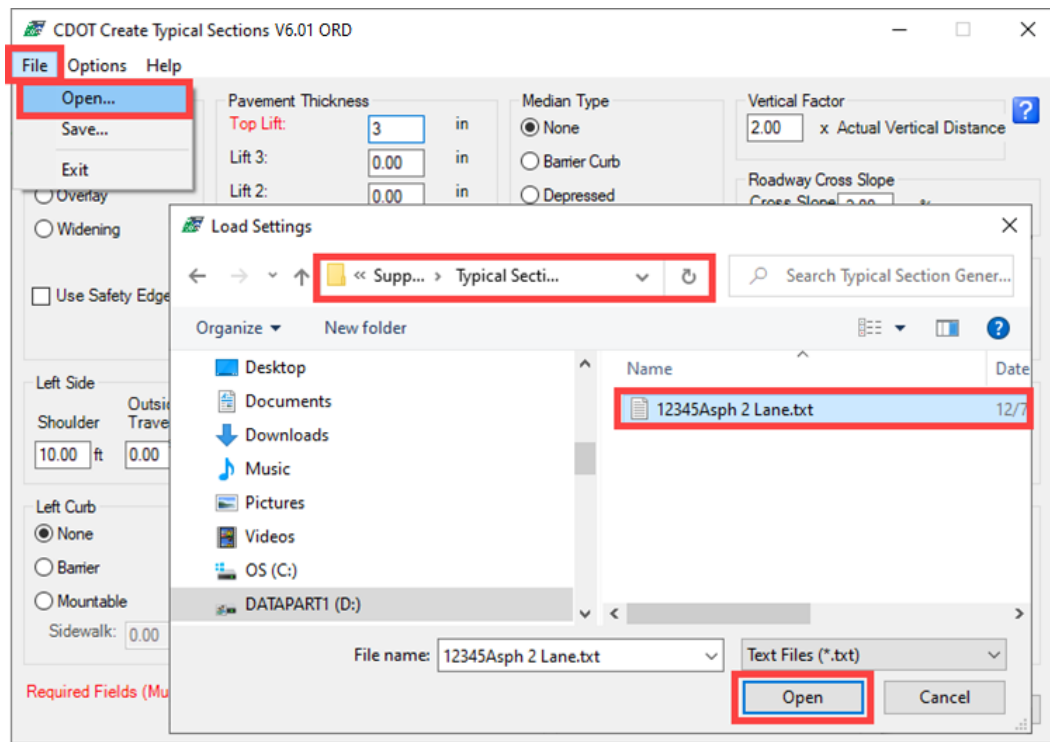 CDOT Create Typical Sections V6.01 ORD
File Options Help
Open...
Save...
Exit
Pavement Thickness
Top Lift: 3 in
Lift 3: 0.00 in
Lift 2: 0.00 in
Median Type
None
Barrier Curb
Depressed
Vertical Factor
2.00 x Actual Vertical Distance
?
Roadway Cross Slope
Cross Slope
Overlay
Widening
Use Safety Edge
Left Side
Shoulder
10.00 ft
0.00
Left Curb
None
Barrier
Mountable
Sidewalk: 0.00
Required Fields
Load Settings
« Supp... › Typical Secti...
Search Typical Section Gener...
Organize New folder
?
Desktop
Documents
Downloads
Music
Pictures
Videos
OS (C:)
DATAPART1 (D:)
Name Date
12345Asph 2 Lane.txt 12/7
File name: 12345Asph 2 Lane.txt
Text Files (*.txt)
Open Cancel